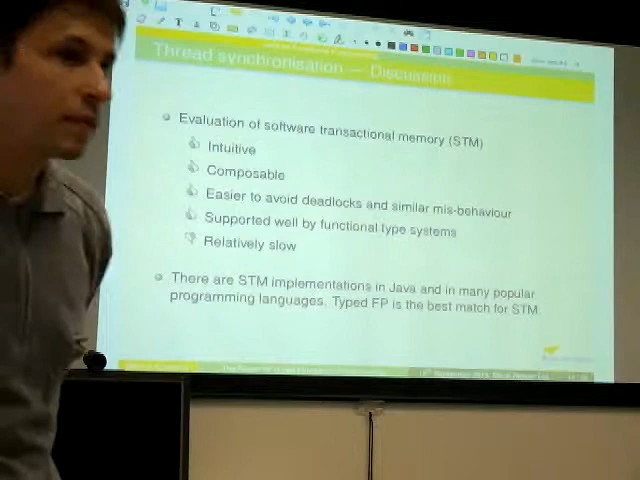 Thread synchronisation — Discussion
Evaluation of software transactional memory (STM)
Intuitive
Composable
Easier to avoid deadlocks and similar mis-behaviour
Supported well by functional type systems
Relatively slow
There are STM implementations in Java and in many popular
programming languages. Typed FP is the best match for STM.